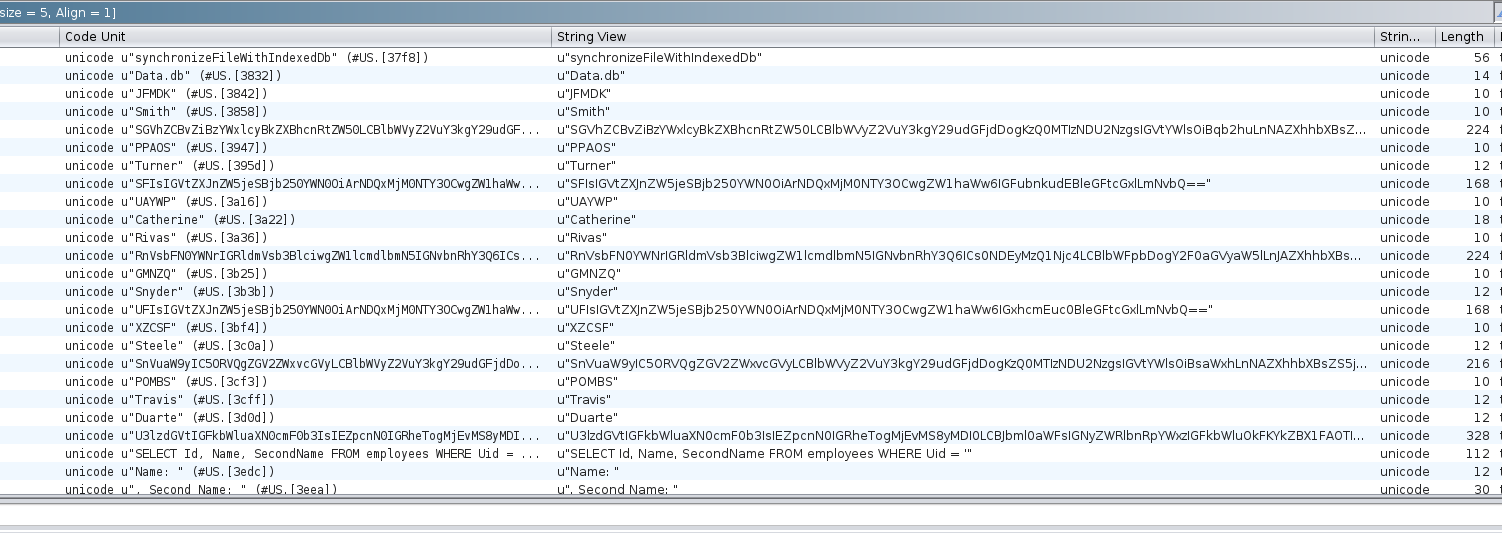 size = 5, Align = 1]
Code Unit String View Strin... Length
unicode u"synchronizeFileWithIndexedDb" (#US.[37f8]) u"synchronizeFileWithIndexedDb" unicode 56
unicode u"Data.db" (#US.[3832]) u"Data.db" unicode 14
unicode u"JFMDK" (#US.[3842]) u"JFMDK" unicode 10
unicode u"Smith" (#US.[3858]) u"Smith" unicode 10
unicode u"SGVhZCBvZiBzYWxlcyBkZXBhcnRtZW50LCBlbWVyZ2VuY3kgY29udGF... u"SGVhZCBvZiBzYWxlcyBkZXBhcnRtZW50LCBlbWVyZ2VuY3kgY29udGFjdDogKzQ0MTIzNDU2NzgsIGVtYWlsOiBqb2huLnNAZXhhbXBsZ... unicode 224
unicode u"PPAOS" (#US.[3947]) u"PPAOS" unicode 10
unicode u"Turner" (#US.[395d]) u"Turner" unicode 12
unicode u"SFIsIGVtZXJnZW5jeSBjb250YWN0OiArNDQxMjM0NTY3OCwgZW1haWw... u"SFIsIGVtZXJnZW5jeSBjb250YWN0OiArNDQxMjM0NTY3OCwgZW1haWw6IGFubnkudEBleGFtcGxlLmNvbQ==" unicode 168
unicode u"UAYWP" (#US.[3a16]) u"UAYWP" unicode 10
unicode u"Catherine" (#US.[3a22]) u"Catherine" unicode 18
unicode u"Rivas" (#US.[3a36]) u"Rivas" unicode 10
unicode u"RnVsbFN0YWNrIGRldmVsb3BlciwgZW1lcmdlbmN5IGNvbnRhY3Q6ICs... u"RnVsbFN0YWNrIGRldmVsb3BlciwgZW1lcmdlbmN5IGNvbnRhY3Q6ICs0NDEyMzQ1Njc4LCBlbWFpbDogY2F0aGVyaW5lLnJAZXhhbXBs... unicode 224
unicode u"GMNZQ" (#US.[3b25]) u"GMNZQ" unicode 10
unicode u"Snyder" (#US.[3b3b]) u"Snyder" unicode 12
unicode u"UFIsIGVtZXJnZW5jeSBjb250YWN0OiArNDQxMjM0NTY3OCwgZW1haWw... u"UFIsIGVtZXJnZW5jeSBjb250YWN0OiArNDQxMjM0NTY3OCwgZW1haWw6IGxhcmEuc0BleGFtcGxlLmNvbQ==" unicode 168
unicode u"XZCSF" (#US.[3bf4]) u"XZCSF" unicode 10
unicode u"Steele" (#US.[3c0a]) u"Steele" unicode 12
unicode u"SnVuaW9yIC5ORVQgZGV2ZWxvcGVyLCBlbWVyZ2VuY3kgY29udGFjdDo... u"SnVuaW9yIC5ORVQgZGV2ZWxvcGVyLCBlbWVyZ2VuY3kgY29udGFjdDogKzQ0MTIzNDU2NzgsIGVtYWlsOiBsaWxhLnNAZXhhbXBsZS5j... unicode 216
unicode u"POMBS" (#US.[3cf3]) u"POMBS" unicode 10
unicode u"Travis" (#US.[3cff]) u"Travis" unicode 12
unicode u"Duarte" (#US.[3d0d]) u"Duarte" unicode 12
unicode u"U3lzdGVtIGFkbWluaXN0cmF0b3IsIEZpcnN0IGRheTogMjEvMS8yMDI... u"U3lzdGVtIGFkbWluaXN0cmF0b3IsIEZpcnN0IGRheTogMjEvMS8yMDI0LCBJbml0aWFsIGNyZWRlbnRpYWxzIGFkbWluOkFKYkZBX1FAOTI... unicode 328
unicode u"SELECT Id, Name, SecondName FROM employees WHERE Uid = ... u"SELECT Id, Name, SecondName FROM employees WHERE Uid = '" unicode 112
unicode u"Name: " (#US.[3edc]) u"Name: " unicode 12
unicode u", Second Name: " (#US.[3eea]) u", Second Name: " unicode 30